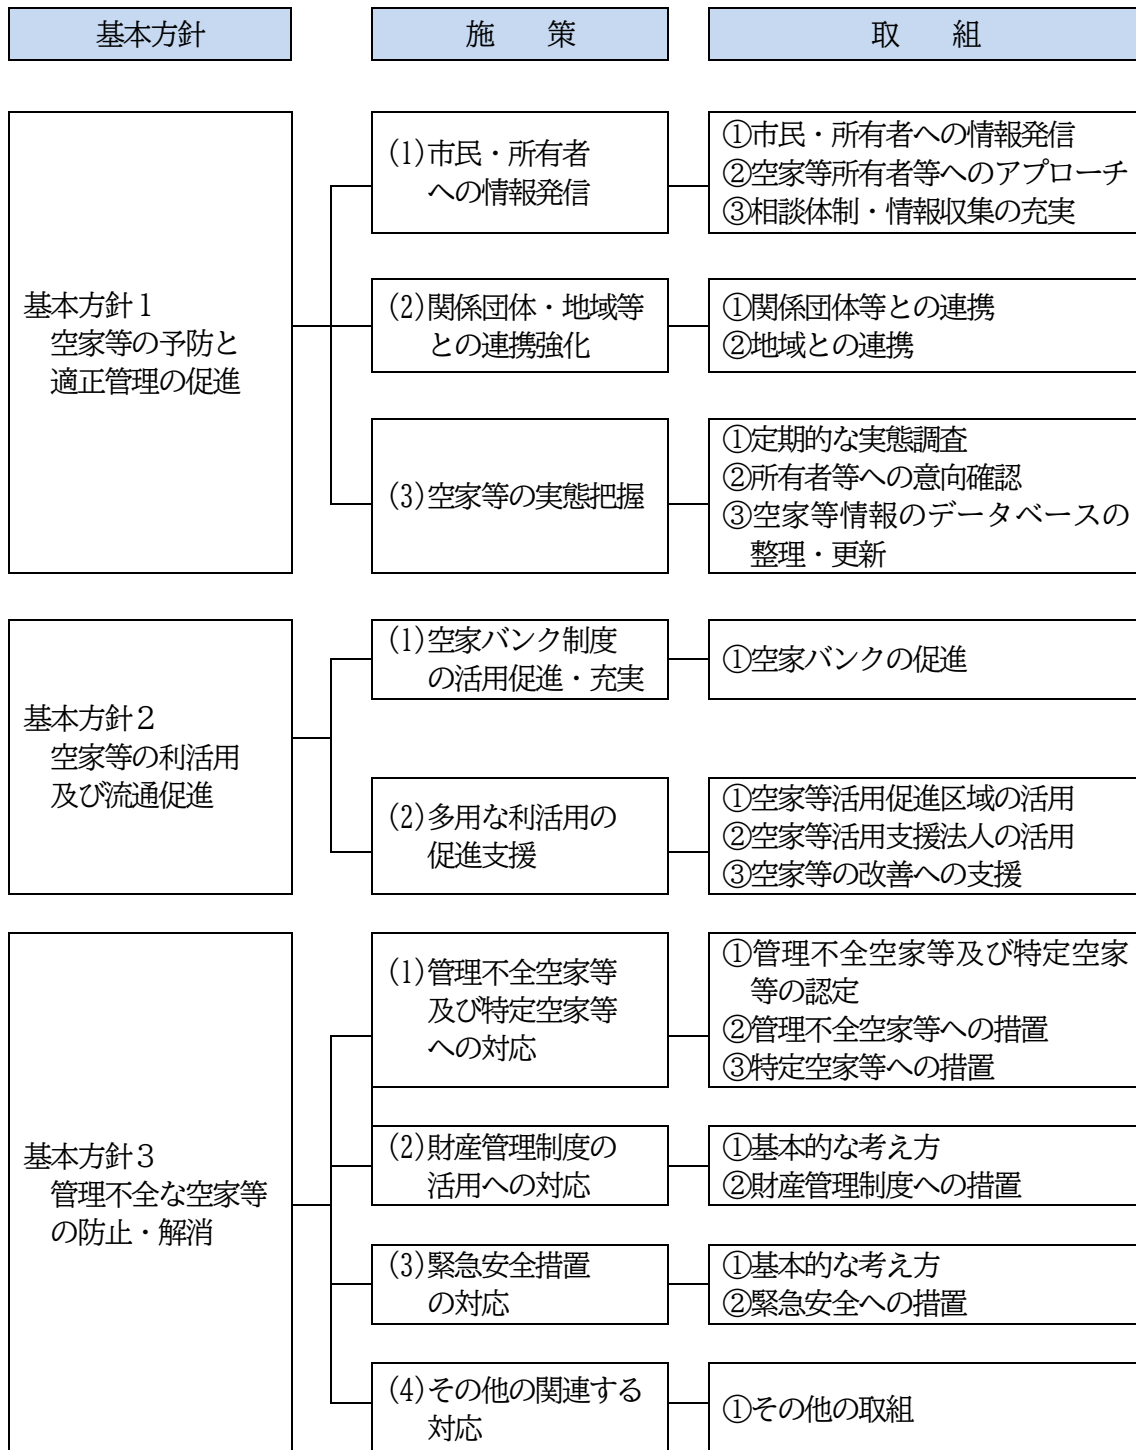 基本方針
施　策
取　組
基本方針１
空家等の予防と
適正管理の促進
(1)市民・所有者
への情報発信
①市民・所有者への情報発信
②空家等所有者等へのアプローチ
③相談体制・情報収集の充実
(2)関係団体・地域等
との連携強化
①関係団体等との連携
②地域との連携
(3)空家等の実態把握
①定期的な実態調査
②所有者等への意向確認
③空家等情報のデータベースの
整理・更新
基本方針２
空家等の利活用
及び流通促進
(1)空家バンク制度
の活用促進・充実
①空家バンクの促進
(2)多用な利活用の
促進支援
①空家等活用促進区域の活用
②空家等活用支援法人の活用
③空家等の改善への支援
基本方針３
管理不全な空家等
の防止・解消
(1)管理不全空家等
及び特定空家等
への対応
①管理不全空家等及び特定空家
等の認定
②管理不全空家等への措置
③特定空家等への措置
(2)財産管理制度の
活用への対応
①基本的な考え方
②財産管理制度への措置
(3)緊急安全措置
の対応
①基本的な考え方
②緊急安全への措置
(4)その他の関連する
対応
①その他の取組